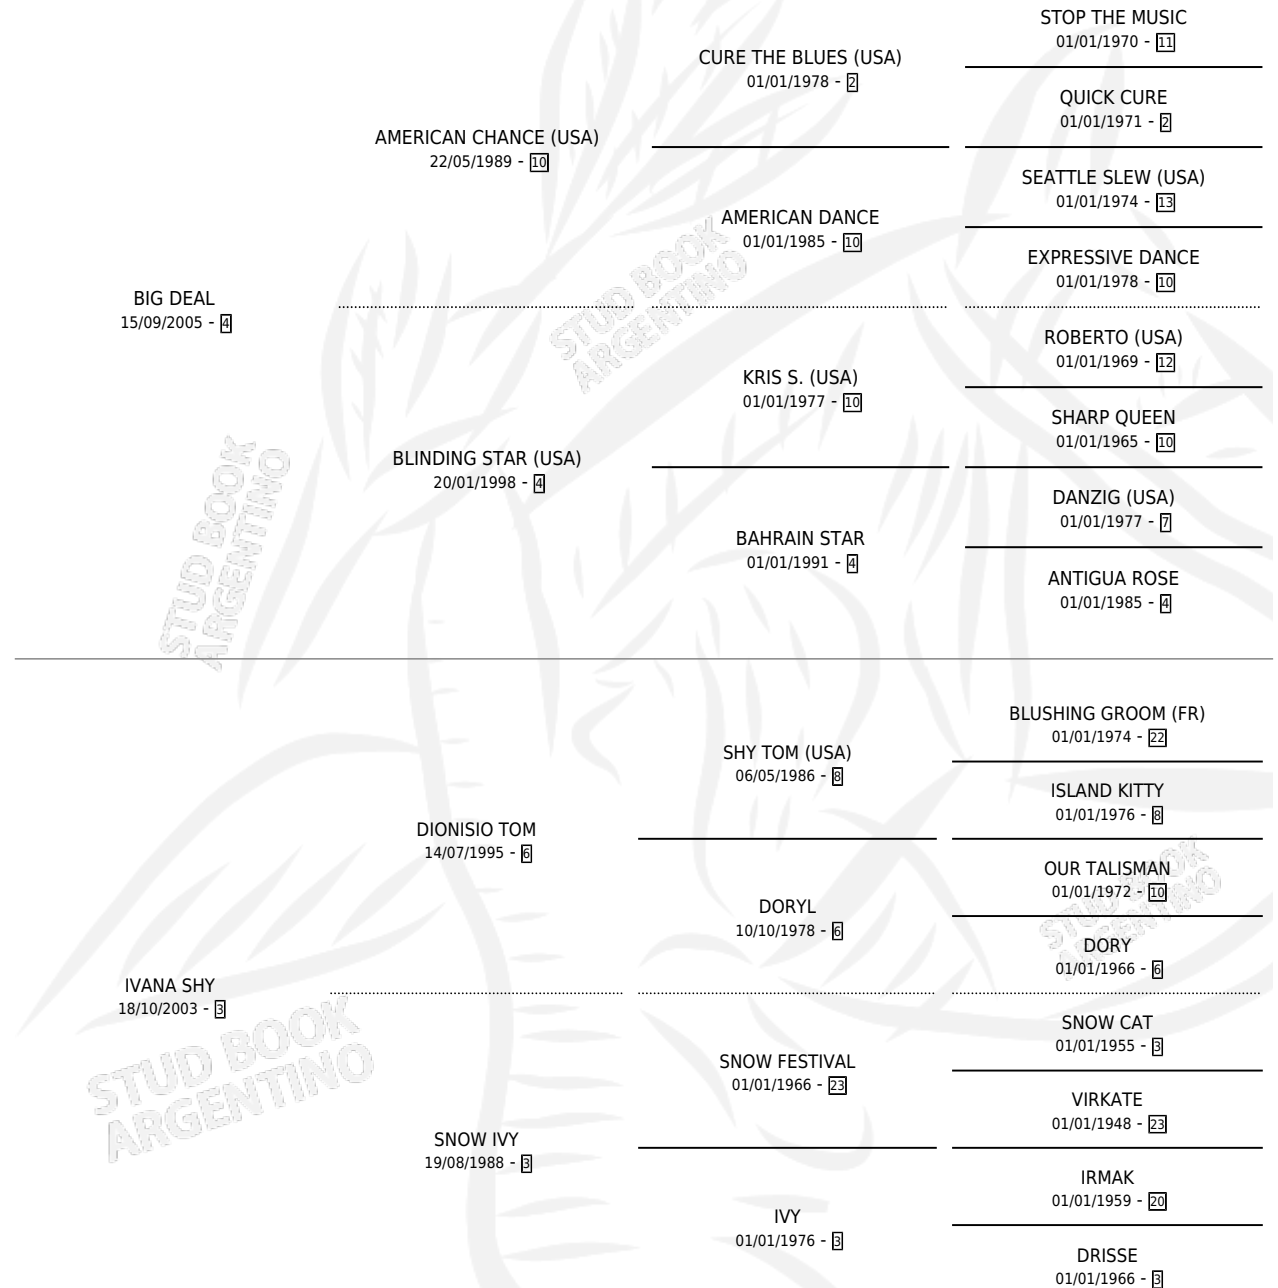 STOP THE MUSIC
01/01/1970 - 11
CURE THE BLUES (USA)
01/01/1978 - 2
QUICK CURE
01/01/1971 - 2
AMERICAN CHANCE (USA)
22/05/1989 - 10
SEATTLE SLEW (USA)
01/01/1974 - 13
AMERICAN DANCE
01/01/1985 - 10
EXPRESSIVE DANCE
01/01/1978 - 10
BIG DEAL
15/09/2005 - 4
STUD BOOK
ARGENTINO
ROBERTO (USA)
01/01/1969 - 12
KRIS S. (USA)
01/01/1977 - 10
SHARP QUEEN
01/01/1965 - 10
BLINDING STAR (USA)
20/01/1998 - 4
DANZIG (USA)
01/01/1977 - 7
BAHRAIN STAR
01/01/1991 - 4
ANTIGUA ROSE
01/01/1985 - 4
STUD BOOK
ARGENTINO
BLUSHING GROOM (FR)
01/01/1974 - 22
SHY TOM (USA)
06/05/1986 - 8
ISLAND KITTY
01/01/1976 - 8
DIONISIO TOM
14/07/1995 - 6
OUR TALISMAN
01/01/1972 - 10
DORYL
10/10/1978 - 6
STUD BOOK
ARGENTINO
DORY
01/01/1966 - 6
IVANA SHY
18/10/2003 - 3
SNOW CAT
01/01/1955 - 3
SNOW FESTIVAL
01/01/1966 - 23
STUD BOOK
ARGENTINO
VIRKATE
01/01/1948 - 23
SNOW IVY
19/08/1988 - 3
IRMAK
01/01/1959 - 20
IVY
01/01/1976 - 3
DRISSE
01/01/1966 - 3